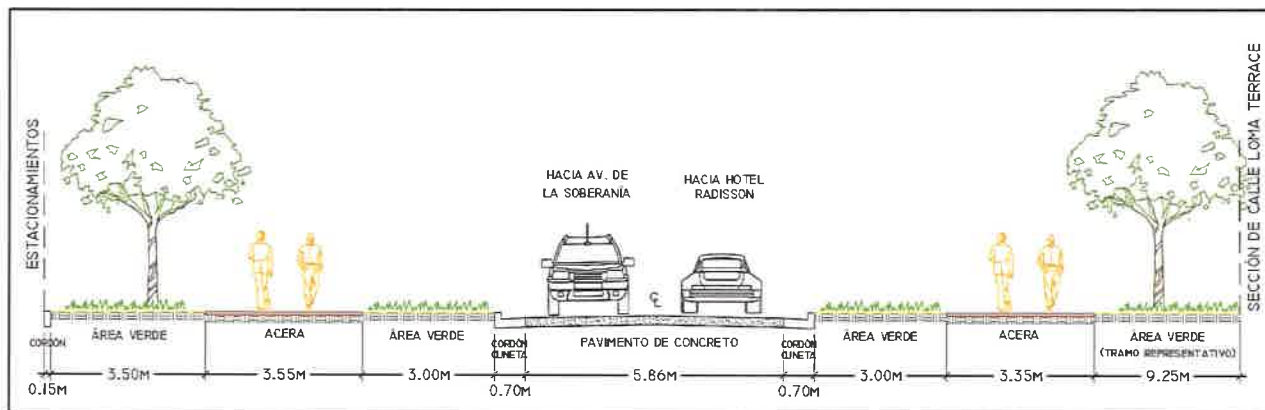 ESTACIONAMIENTOS
HACIA AV. DE
LA SOBERANÍA
HACIA HOTEL
RADISSON
SECCIÓN DE CALLE LOMA TERRACE
℄
CORDÓN
ÁREA VERDE
ACERA
ÁREA VERDE
CORDÓN
CUNETA
PAVIMENTO DE CONCRETO
CORDÓN
CUNETA
ÁREA VERDE
ACERA
ÁREA VERDE
(TRAMO REPRESENTATIVO)
0.15M
3.50M
3.55M
3.00M
0.70M
5.86M
0.70M
3.00M
3.35M
9.25M